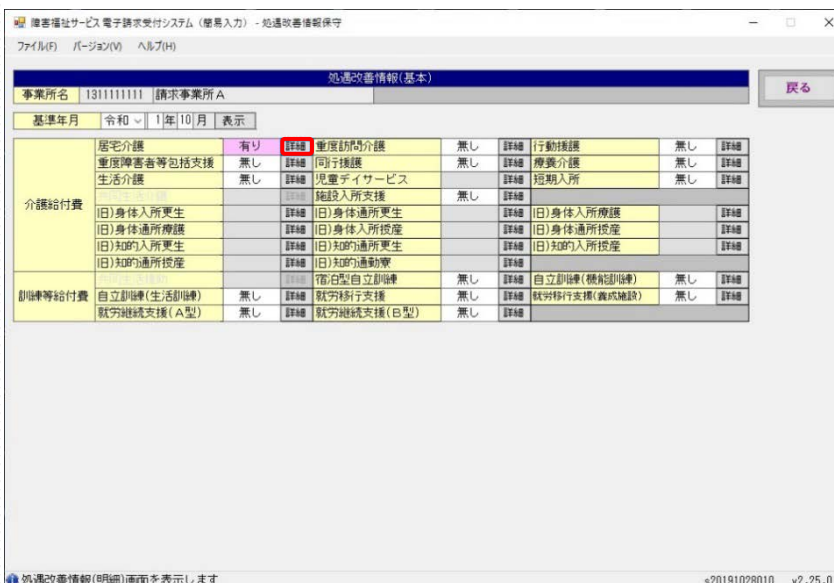 障害福祉サービス 電子請求受付システム（簡易入力） - 処遇改善情報保守
ファイル(F) バージョン(V) ヘルプ(H)
処遇改善情報(基本)
戻る
事業所名 1311111111 請求事業所A
基準年月 令和 1 年 10 月 表示
介護給付費
居宅介護 有り 詳細 重度訪問介護 無し 詳細 行動援護 無し 詳細
重度障害者等包括支援 無し 詳細 同行援護 無し 詳細 療養介護 無し 詳細
生活介護 無し 詳細 児童デイサービス 詳細 短期入所 無し 詳細
詳細 施設入所支援 無し 詳細
旧)身体入所更生 詳細 旧)身体通所更生 詳細 旧)身体入所療護 詳細
旧)身体通所療護 詳細 旧)身体入所授産 詳細 旧)身体通所授産 詳細
旧)知的入所更生 詳細 旧)知的通所更生 詳細 旧)知的入所授産 詳細
旧)知的通所授産 詳細 旧)知的通勤寮 詳細
訓練等給付費
詳細 宿泊型自立訓練 無し 詳細 自立訓練(機能訓練) 無し 詳細
自立訓練(生活訓練) 無し 詳細 就労移行支援 無し 詳細 就労移行支援(養成施設) 無し 詳細
就労継続支援(A型) 無し 詳細 就労継続支援(B型) 無し 詳細
処遇改善情報(明細)画面を表示します s20191028010 v2.25.0